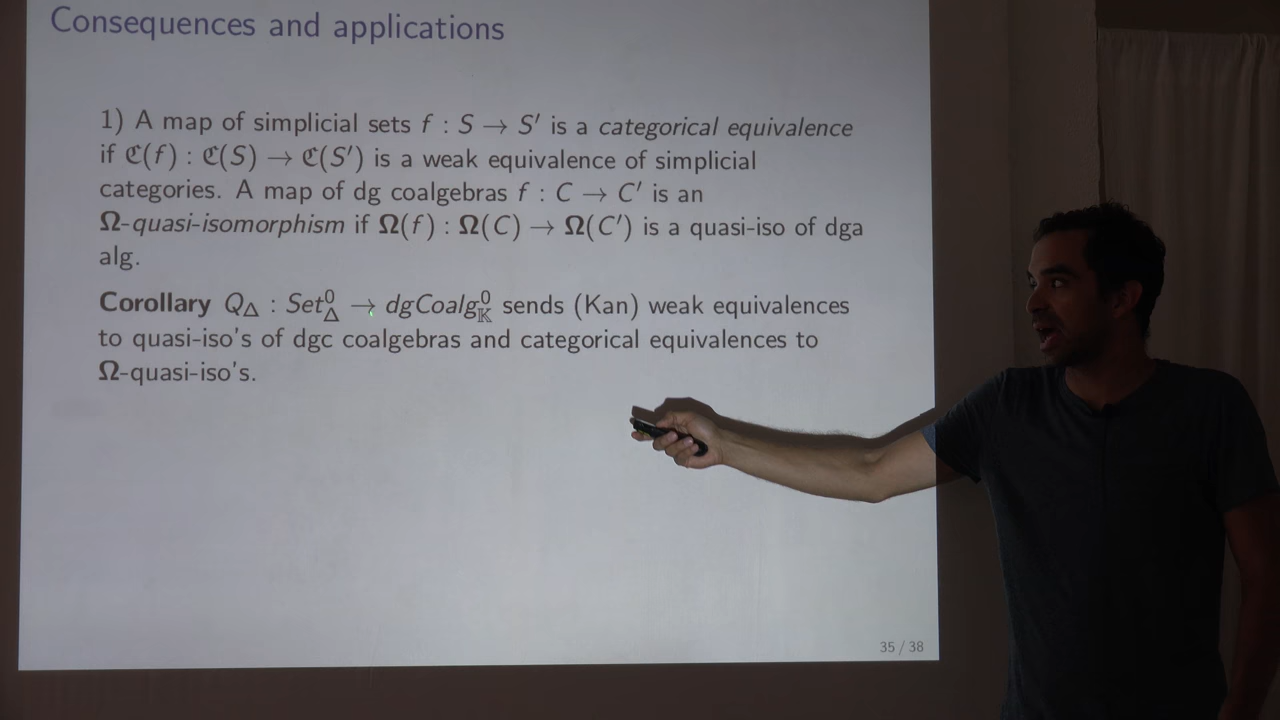 Consequences and applications
1) A map of simplicial sets f : S → S′ is a categorical equivalence
if ℭ(f) : ℭ(S) → ℭ(S′) is a weak equivalence of simplicial
categories. A map of dg coalgebras f : C → C′ is an
Ω-quasi-isomorphism if Ω(f) : Ω(C) → Ω(C′) is a quasi-iso of dga
alg.
Corollary Q_Δ : Set_Δ^0 → dgCoalg_𝕂^0 sends (Kan) weak equivalences
to quasi-iso's of dgc coalgebras and categorical equivalences to
Ω-quasi-iso's.
35 / 38